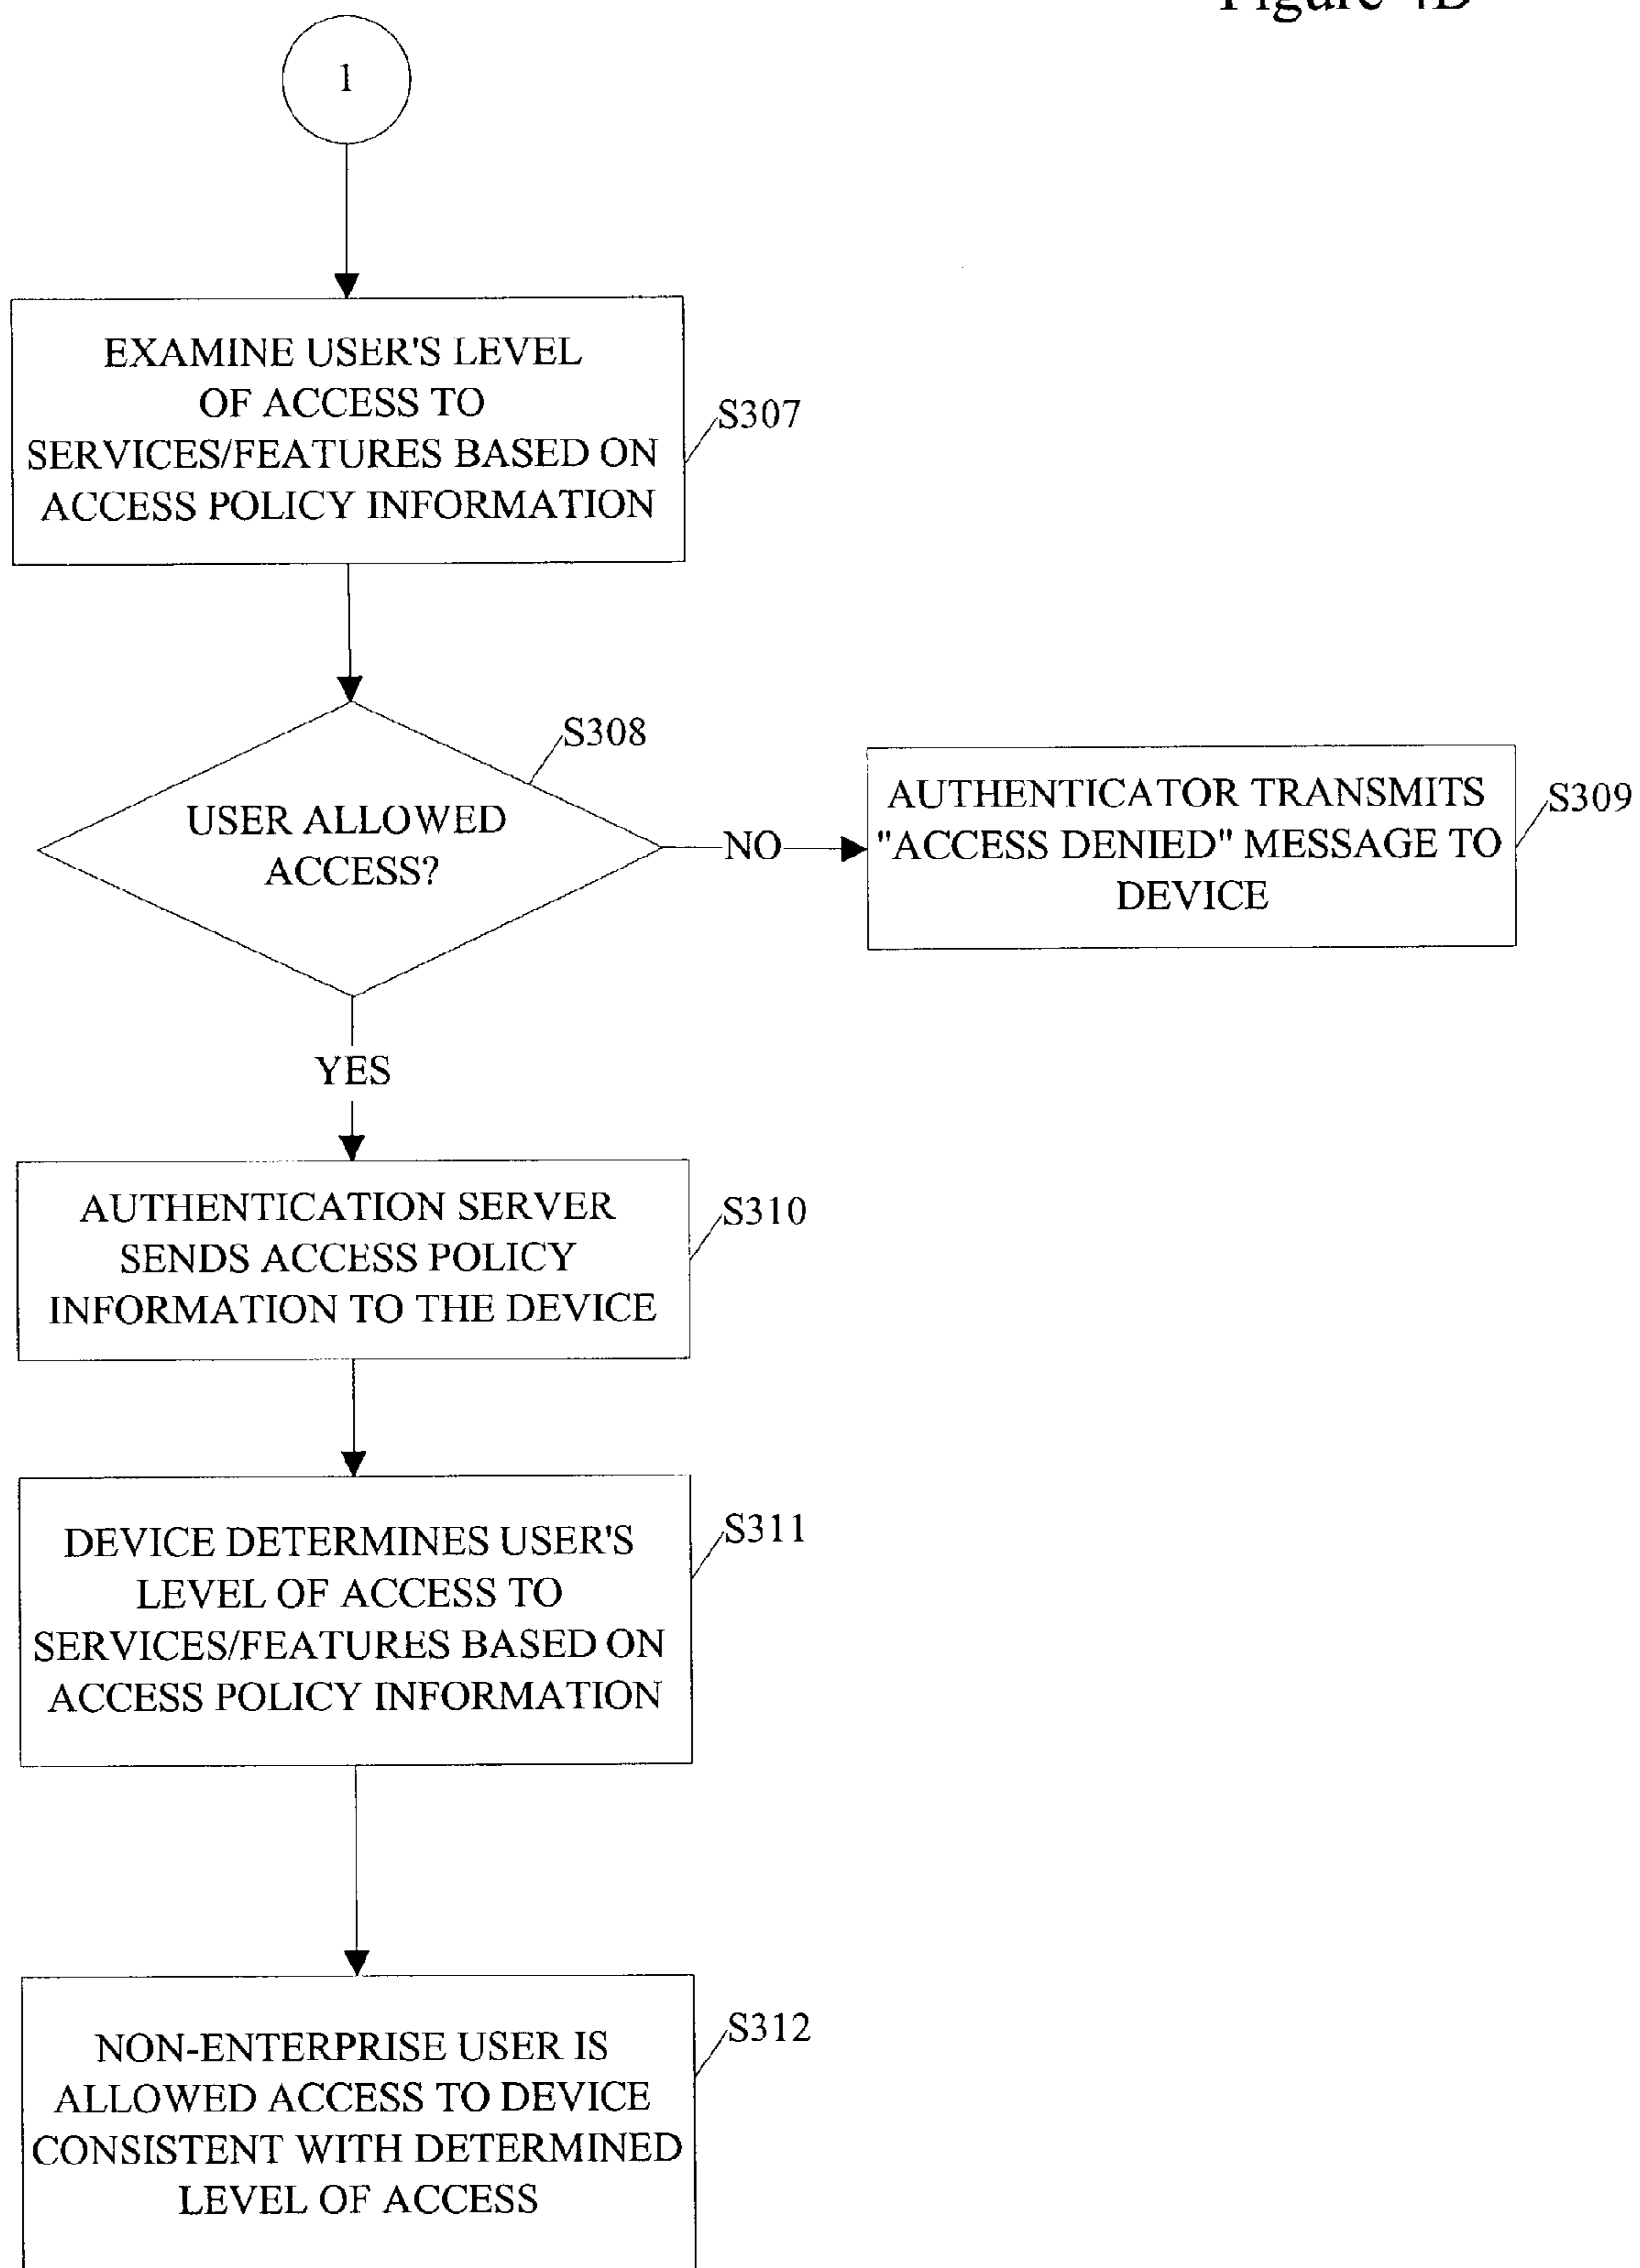 Figure 4B
1
EXAMINE USER'S LEVEL
OF ACCESS TO
SERVICES/FEATURES BASED ON
ACCESS POLICY INFORMATION
S307
S308
USER ALLOWED
ACCESS?
NO
AUTHENTICATOR TRANSMITS
"ACCESS DENIED" MESSAGE TO
DEVICE
S309
YES
AUTHENTICATION SERVER
SENDS ACCESS POLICY
INFORMATION TO THE DEVICE
S310
DEVICE DETERMINES USER'S
LEVEL OF ACCESS TO
SERVICES/FEATURES BASED ON
ACCESS POLICY INFORMATION
S311
NON-ENTERPRISE USER IS
ALLOWED ACCESS TO DEVICE
CONSISTENT WITH DETERMINED
LEVEL OF ACCESS
S312